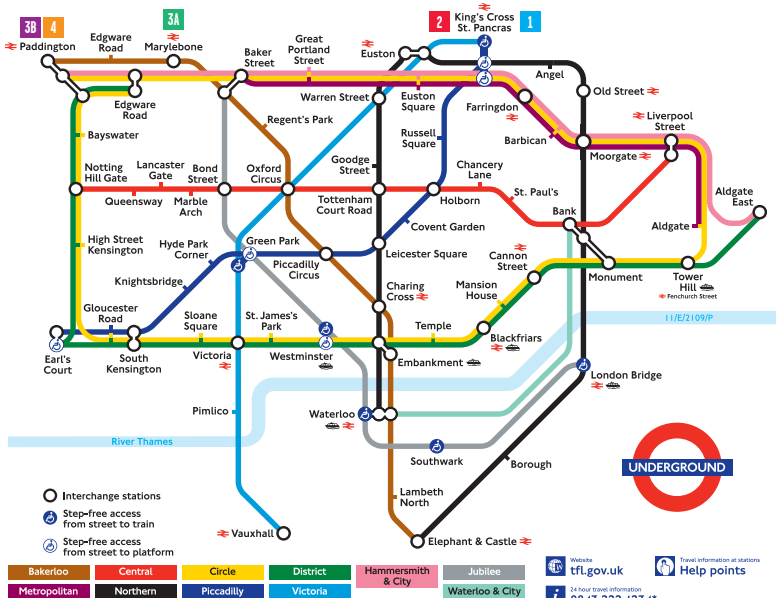 3B
4
3A
2
1
King's Cross
St. Pancras
Paddington
Edgware
Road
Marylebone
Baker
Street
Great
Portland
Street
Euston
Angel
Old Street
Edgware
Road
Warren Street
Euston
Square
Farringdon
Liverpool
Street
Bayswater
Regent's Park
Russell
Square
Barbican
Moorgate
Notting
Hill Gate
Lancaster
Gate
Bond
Street
Oxford
Circus
Goodge
Street
Chancery
Lane
St. Paul's
Aldgate
East
Queensway
Marble
Arch
Tottenham
Court Road
Holborn
Bank
Aldgate
High Street
Kensington
Hyde Park
Corner
Green Park
Covent Garden
Leicester Square
Cannon
Street
Knightsbridge
Piccadilly
Circus
Monument
Tower
Hill
Fenchurch Street
Charing
Cross
Mansion
House
Gloucester
Road
Sloane
Square
St. James's
Park
Temple
11/E/2109/P
Earl's
Court
South
Kensington
Victoria
Westminster
Blackfriars
Embankment
London Bridge
Pimlico
Waterloo
River Thames
Southwark
Borough
UNDERGROUND
Interchange stations
Step-free access
from street to train
Lambeth
North
Step-free access
from street to platform
Vauxhall
Elephant & Castle
Bakerloo
Central
Circle
District
Hammersmith
& City
Jubilee
Metropolitan
Northern
Piccadilly
Victoria
Waterloo & City
Website
tfl.gov.uk
Travel information at stations
Help points
24 hour travel information